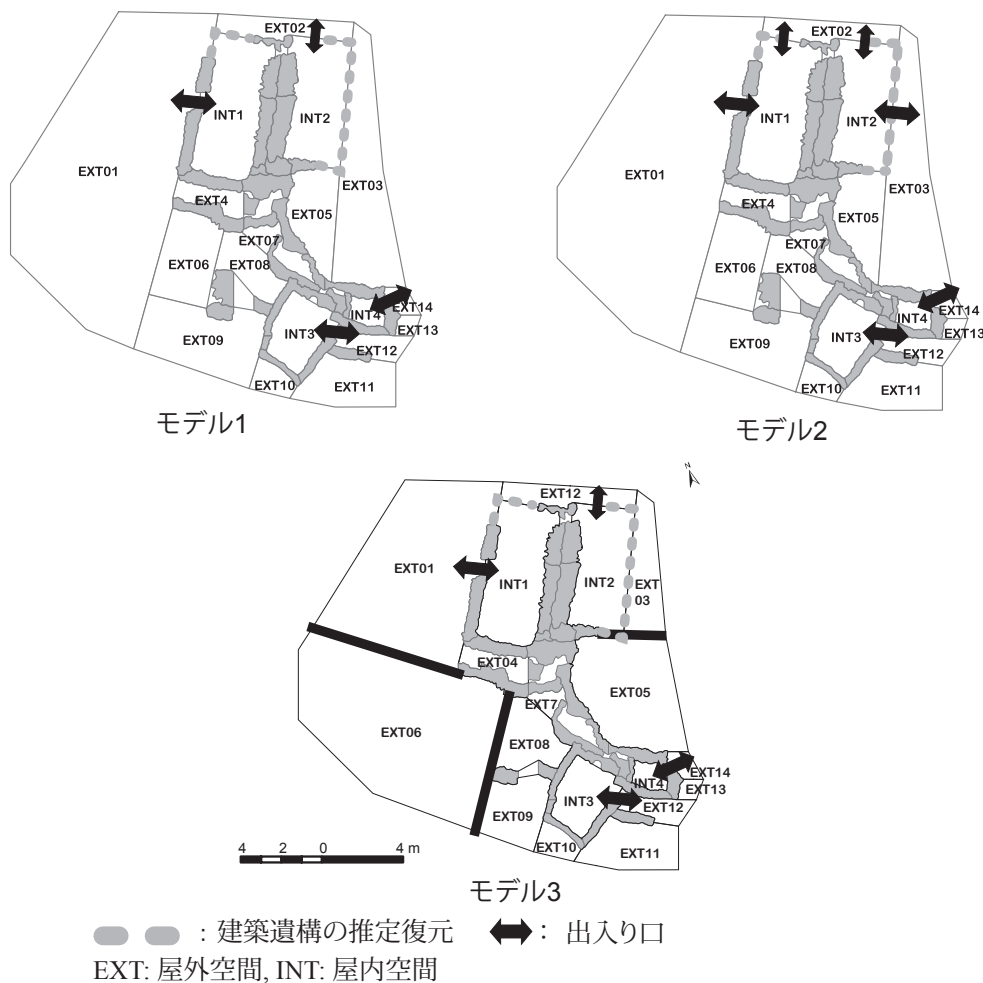 EXT02
EXT01
INT1
INT2
EXT03
EXT4
EXT05
EXT07
EXT06
EXT08
EXT09
INT3
INT4
EXT14
EXT13
EXT12
EXT10
EXT11
モデル1
EXT02
EXT01
INT1
INT2
EXT03
EXT4
EXT05
EXT07
EXT06
EXT08
EXT09
INT3
INT4
EXT14
EXT13
EXT12
EXT10
EXT11
モデル2
N
EXT12
EXT01
INT1
INT2
EXT
03
EXT04
EXT05
EXT7
EXT06
EXT08
EXT09
INT3
INT4
EXT14
EXT13
EXT12
EXT10
EXT11
4 2 0 4 m
モデル3
: 建築遺構の推定復元 : 出入り口
EXT: 屋外空間, INT: 屋内空間